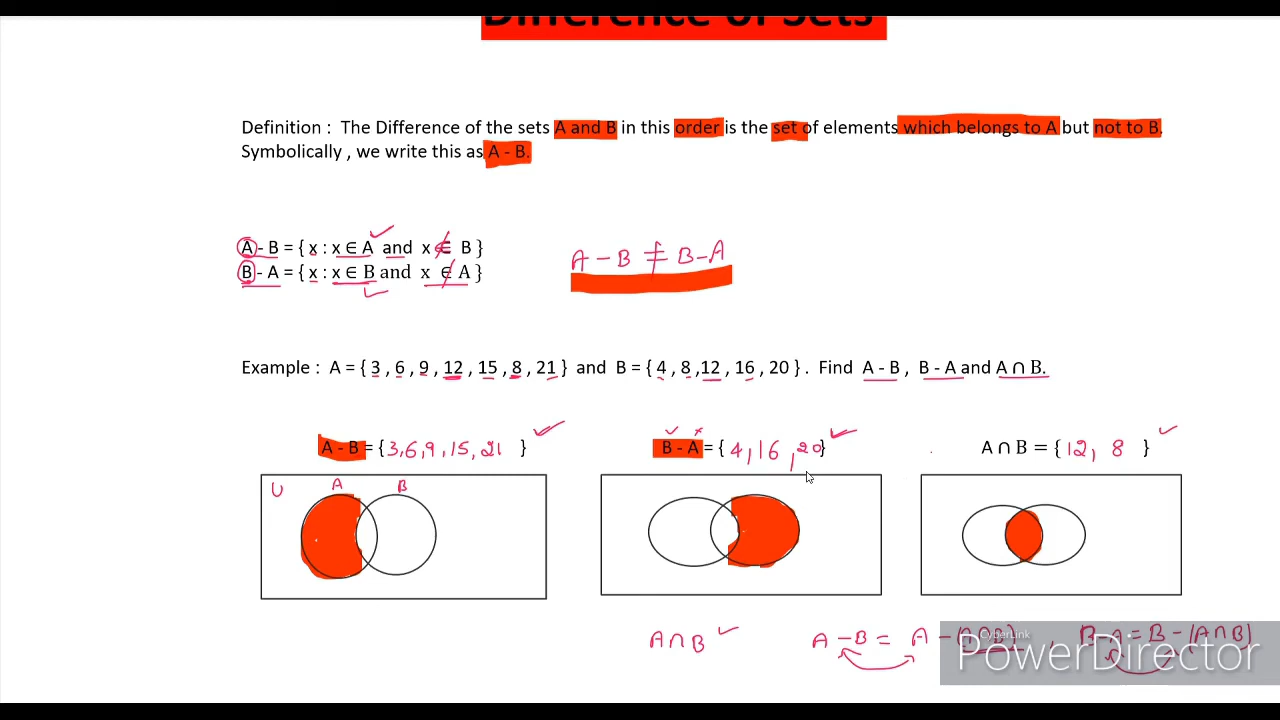 Difference of Sets
Definition : The Difference of the sets A and B in this order is the set of elements which belongs to A but not to B.
Symbolically , we write this as A - B.
A - B = { x : x ∈ A and x ∉ B }
B - A = { x : x ∈ B and x ∉ A }
A - B ≠ B - A
Example : A = { 3 , 6 , 9 , 12 , 15 , 8 , 21 } and B = { 4 , 8 ,12 , 16 , 20 } . Find A - B , B - A and A ∩ B.
A - B = { 3,6,9,15,21 }
B - A = { 4,16,20}
A ∩ B = { 12, 8 }
U A B
A∩B
A - B = A - (A∩B) , B - A = B - (A∩B)
CyberLink
PowerDirector